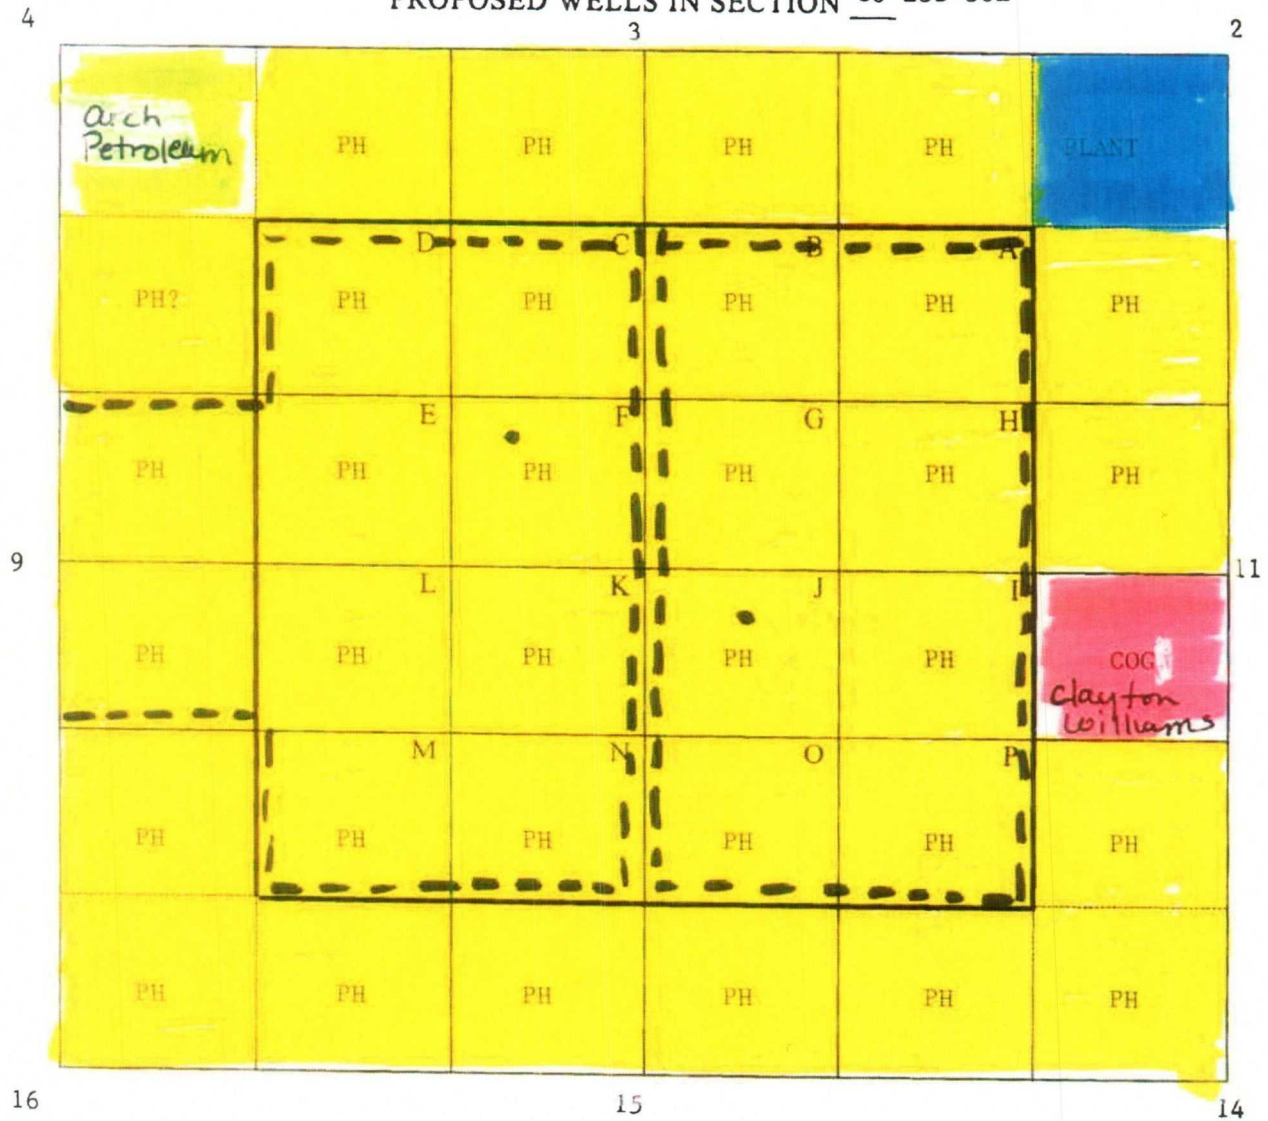 4
PROPOSED WELLS IN SECTION
3
2
Arch
Petroleum
PH PH PH PH PLANT
D C B A
PH? PH PH PH PH PH
E F G H
PH PH PH PH PH PH
9
11
L K J I
PH PH PH PH PH COG
Clayton
Williams
M N O P
PH PH PH PH PH PH
PH PH PH PH PH PH
16
15
14